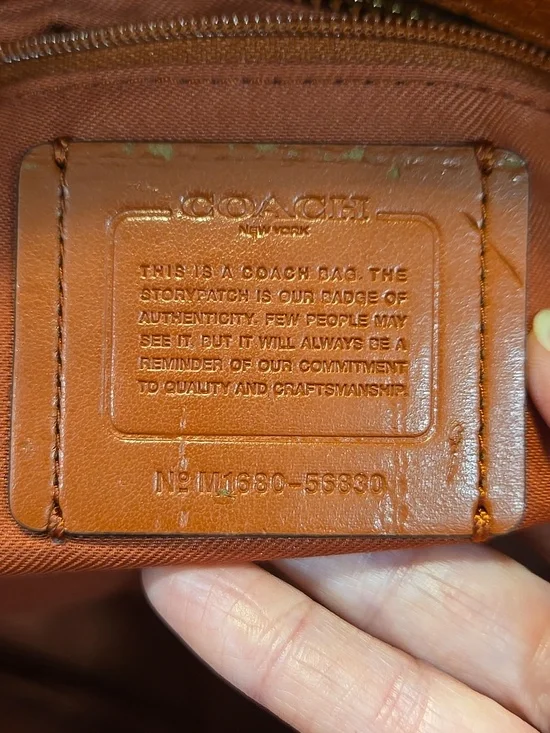 COACH
NEW YORK
THIS IS A COACH BAG. THE
STORYPATCH IS OUR BADGE OF
AUTHENTICITY. FEW PEOPLE MAY
SEE IT, BUT IT WILL ALWAYS BE A
REMINDER OF OUR COMMITMENT
TO QUALITY AND CRAFTSMANSHIP.
Nº M1680-56830